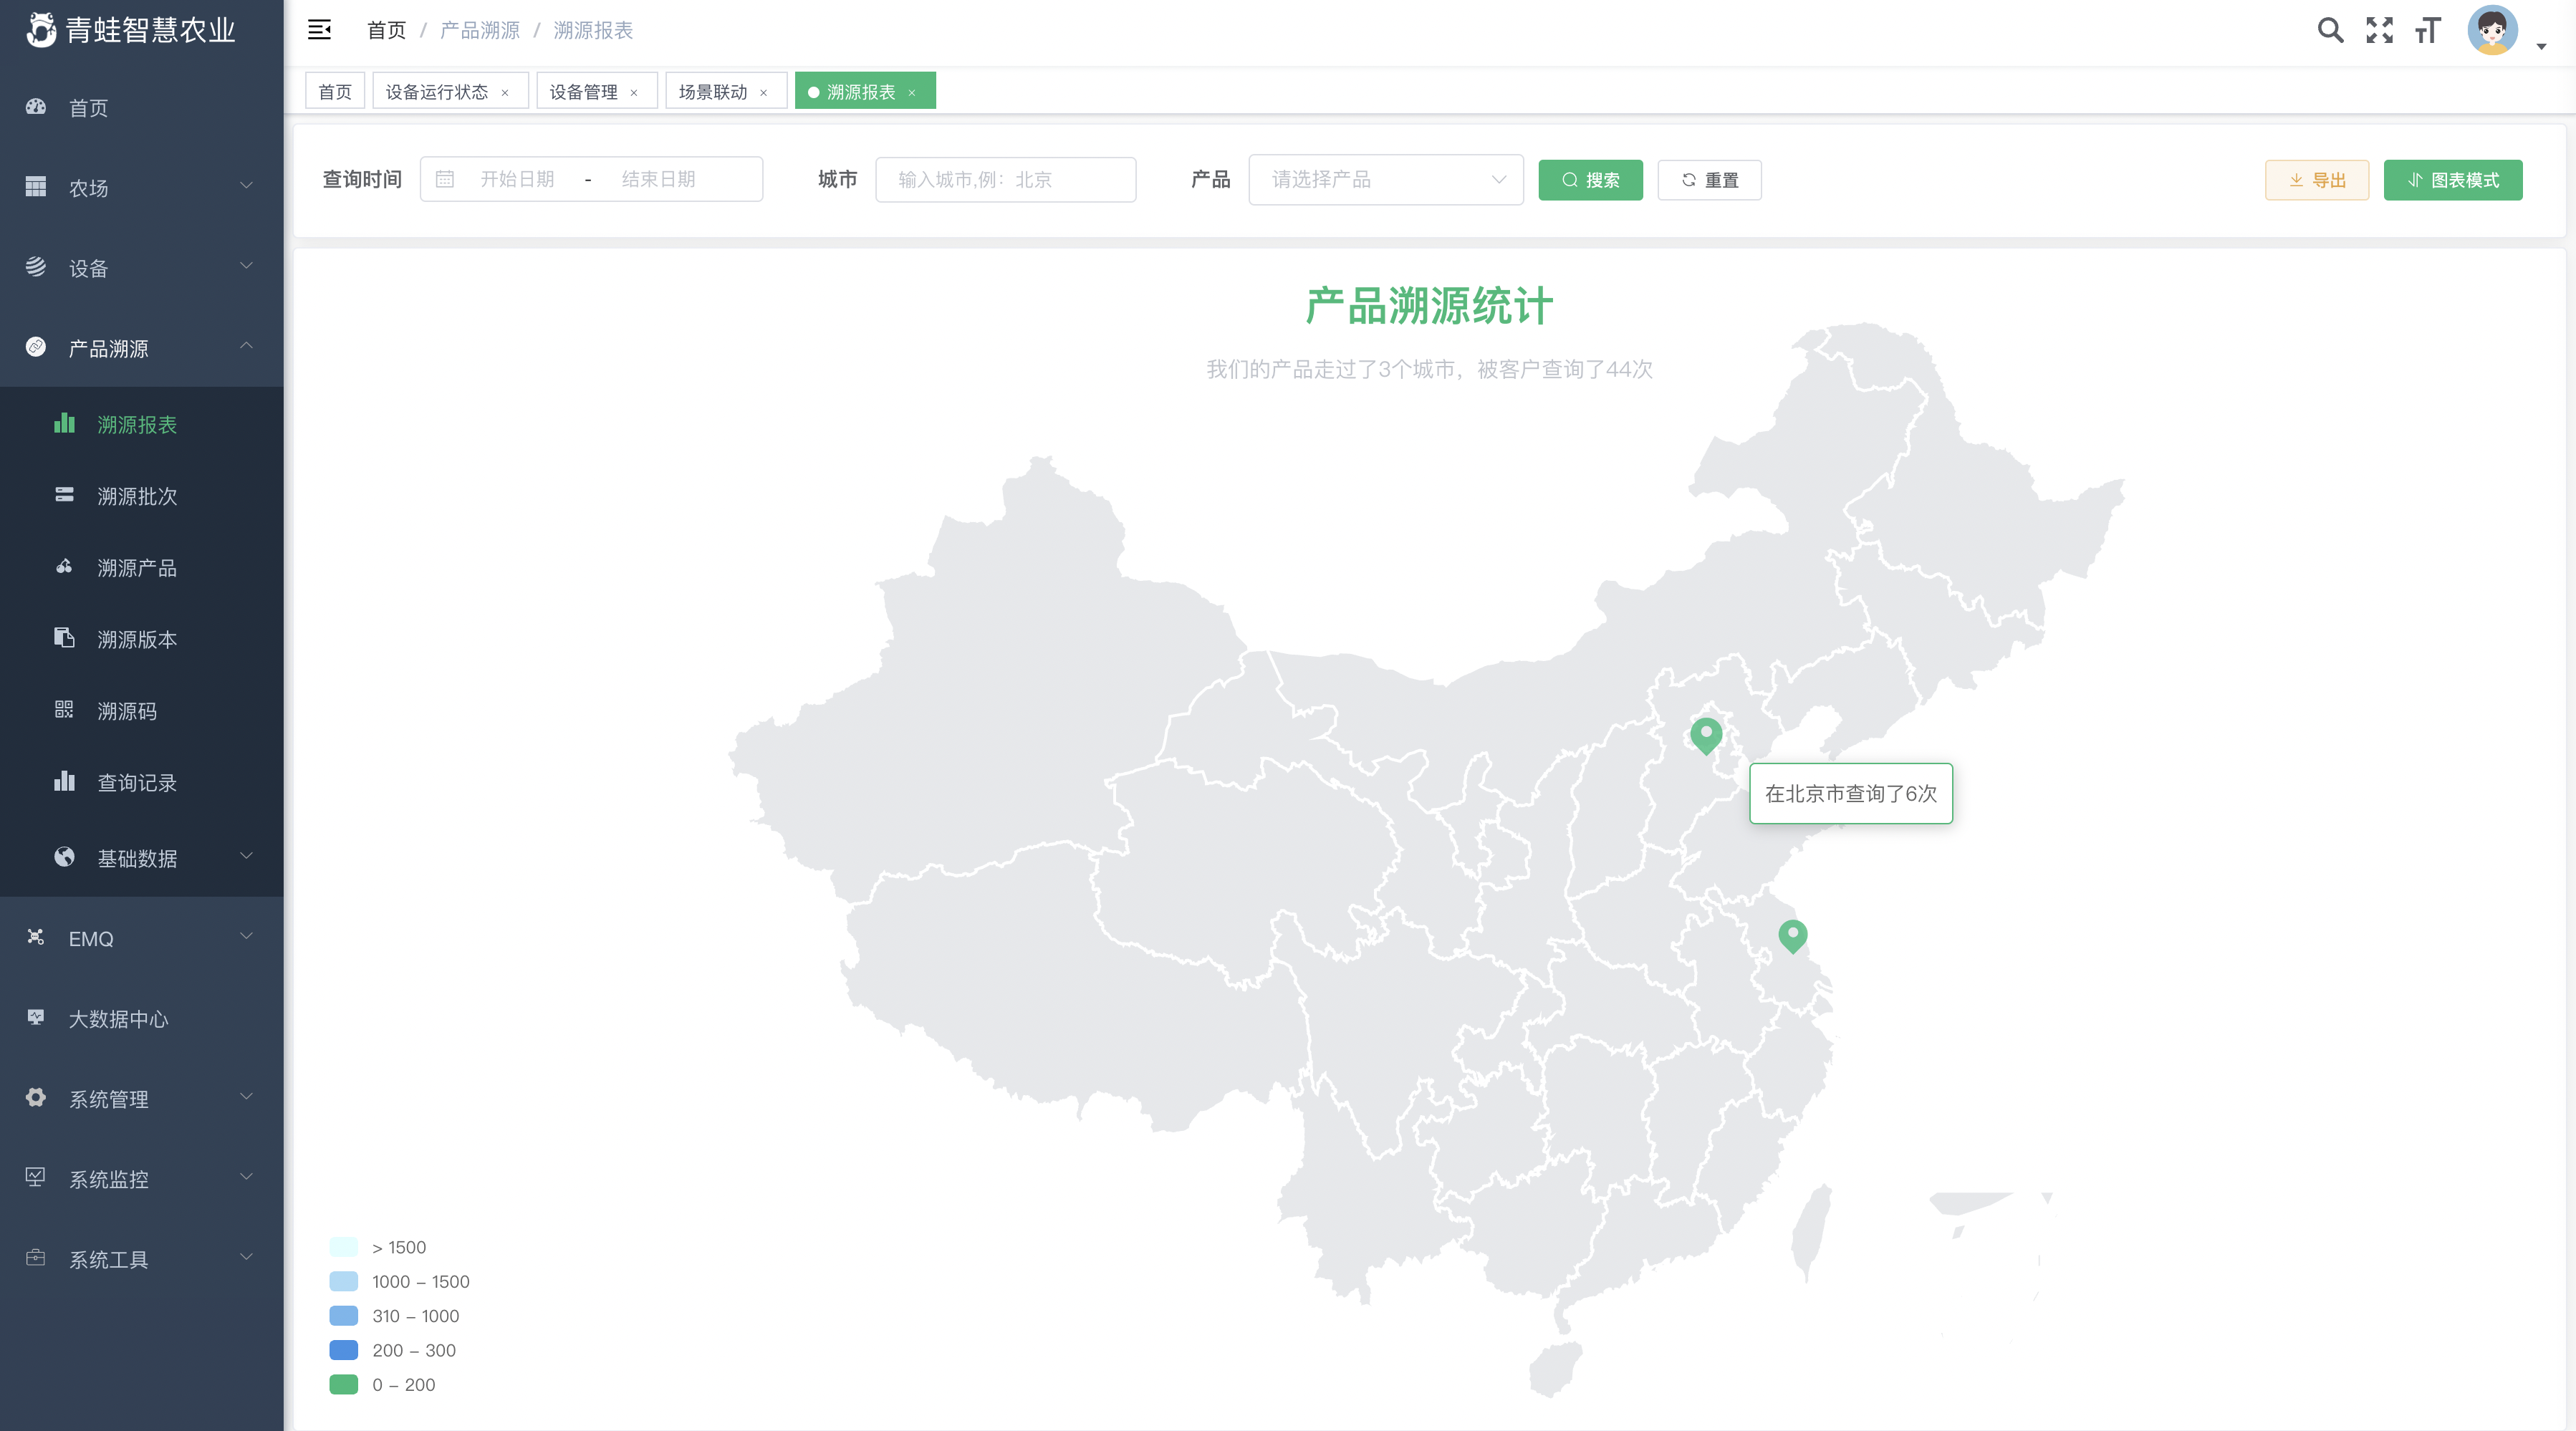 青蛙智慧农业
首页
农场
设备
产品溯源
溯源报表
溯源批次
溯源产品
溯源版本
溯源码
查询记录
基础数据
EMQ
大数据中心
系统管理
系统监控
系统工具
首页 / 产品溯源 / 溯源报表
首页 设备运行状态 × 设备管理 × 场景联动 × 溯源报表 ×
查询时间 开始日期 - 结束日期 城市 输入城市,例：北京 产品 请选择产品 搜索 重置 导出 图表模式
产品溯源统计
我们的产品走过了3个城市，被客户查询了44次
在北京市查询了6次
> 1500
1000 – 1500
310 – 1000
200 – 300
0 – 200